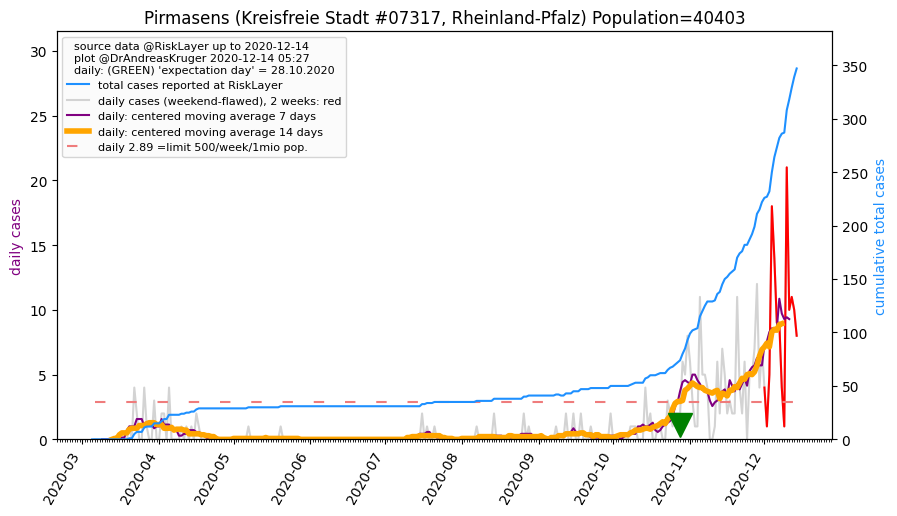 Pirmasens (Kreisfreie Stadt #07317, Rheinland-Pfalz) Population=40403
source data @RiskLayer up to 2020-12-14
plot @DrAndreasKruger 2020-12-14 05:27
daily: (GREEN) 'expectation day' = 28.10.2020
total cases reported at RiskLayer
daily cases (weekend-flawed), 2 weeks: red
daily: centered moving average 7 days
daily: centered moving average 14 days
daily 2.89 =limit 500/week/1mio pop.
daily cases
30
25
20
15
10
5
0
cumulative total cases
350
300
250
200
150
100
50
0
2020-03
2020-04
2020-05
2020-06
2020-07
2020-08
2020-09
2020-10
2020-11
2020-12